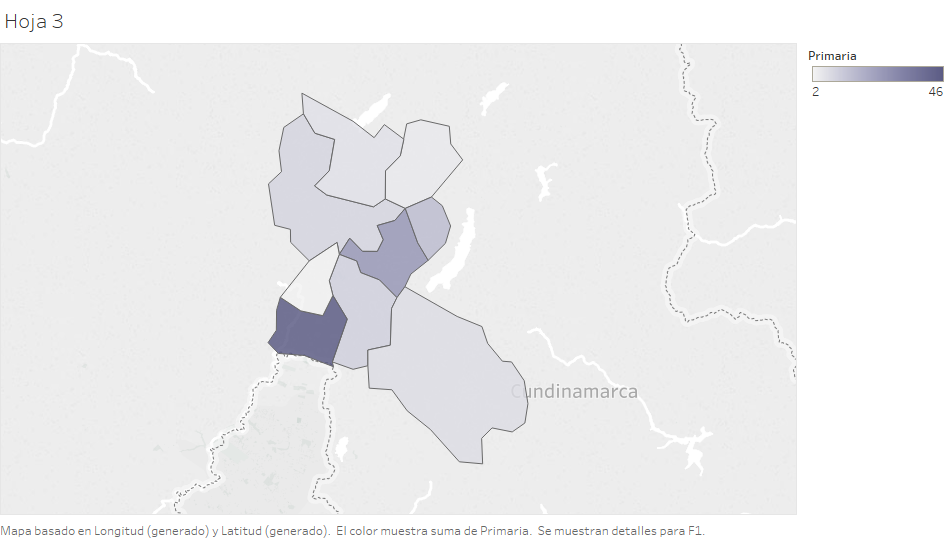 Hoja 3
Primaria
2 46
Cundinamarca
Mapa basado en Longitud (generado) y Latitud (generado). El color muestra suma de Primaria. Se muestran detalles para F1.